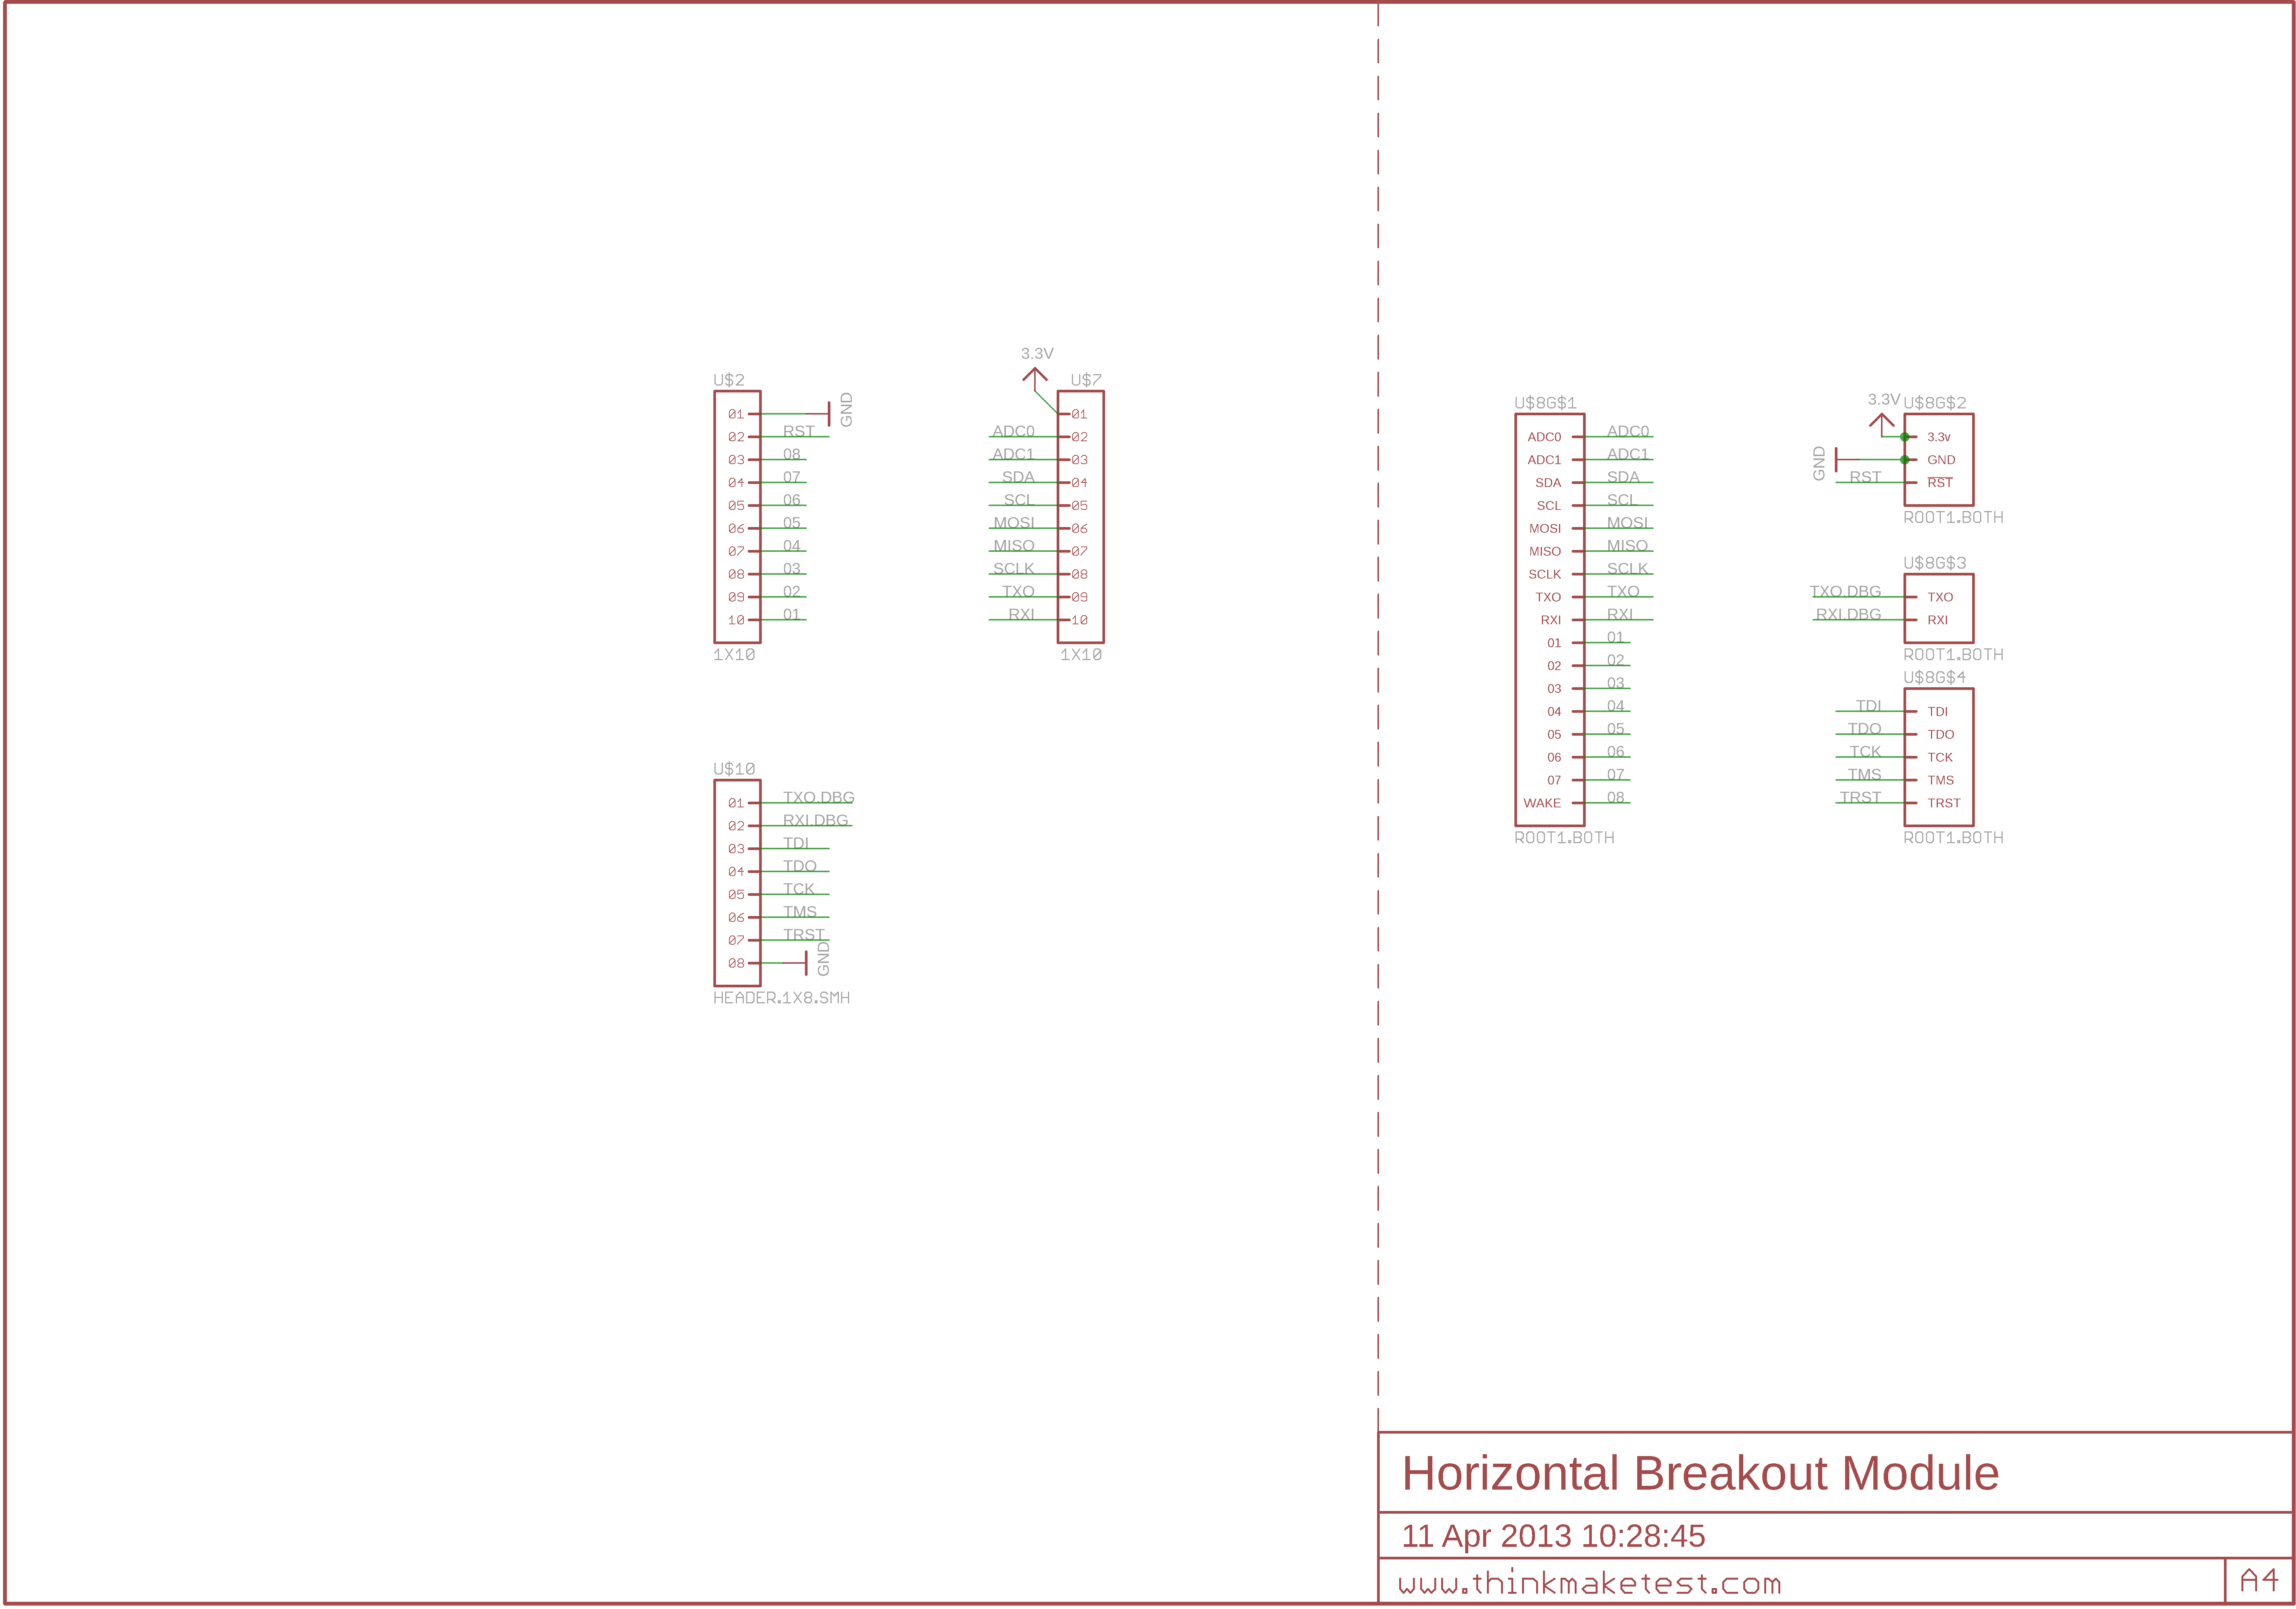 U$2
01 GND
02 RST
03 08
04 07
05 06
06 05
07 04
08 03
09 02
10 01
1X10
3.3V
U$7
01
ADC0 02
ADC1 03
SDA 04
SCL 05
MOSI 06
MISO 07
SCLK 08
TXO 09
RXI 10
1X10
U$10
01 TXO.DBG
02 RXI.DBG
03 TDI
04 TDO
05 TCK
06 TMS
07 TRST
08 GND
HEADER.1X8.SMH
U$8G$1
ADC0 ADC0
ADC1 ADC1
SDA SDA
SCL SCL
MOSI MOSI
MISO MISO
SCLK SCLK
TXO TXO
RXI RXI
01 01
02 02
03 03
04 04
05 05
06 06
07 07
WAKE 08
ROOT1.BOTH
3.3V U$8G$2
3.3v
GND GND
RST RST
ROOT1.BOTH
U$8G$3
TXO.DBG TXO
RXI.DBG RXI
ROOT1.BOTH
U$8G$4
TDI TDI
TDO TDO
TCK TCK
TMS TMS
TRST TRST
ROOT1.BOTH
Horizontal Breakout Module
11 Apr 2013 10:28:45
www.thinkmaketest.com A4